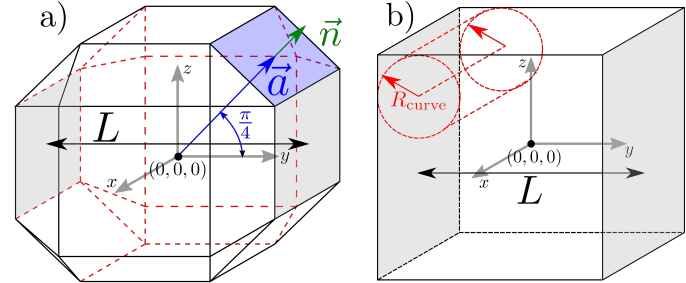 a)
b)
n⃗
a⃗
π/4
L
z
y
x
(0, 0, 0)
R_curve
z
y
x
(0, 0, 0)
L